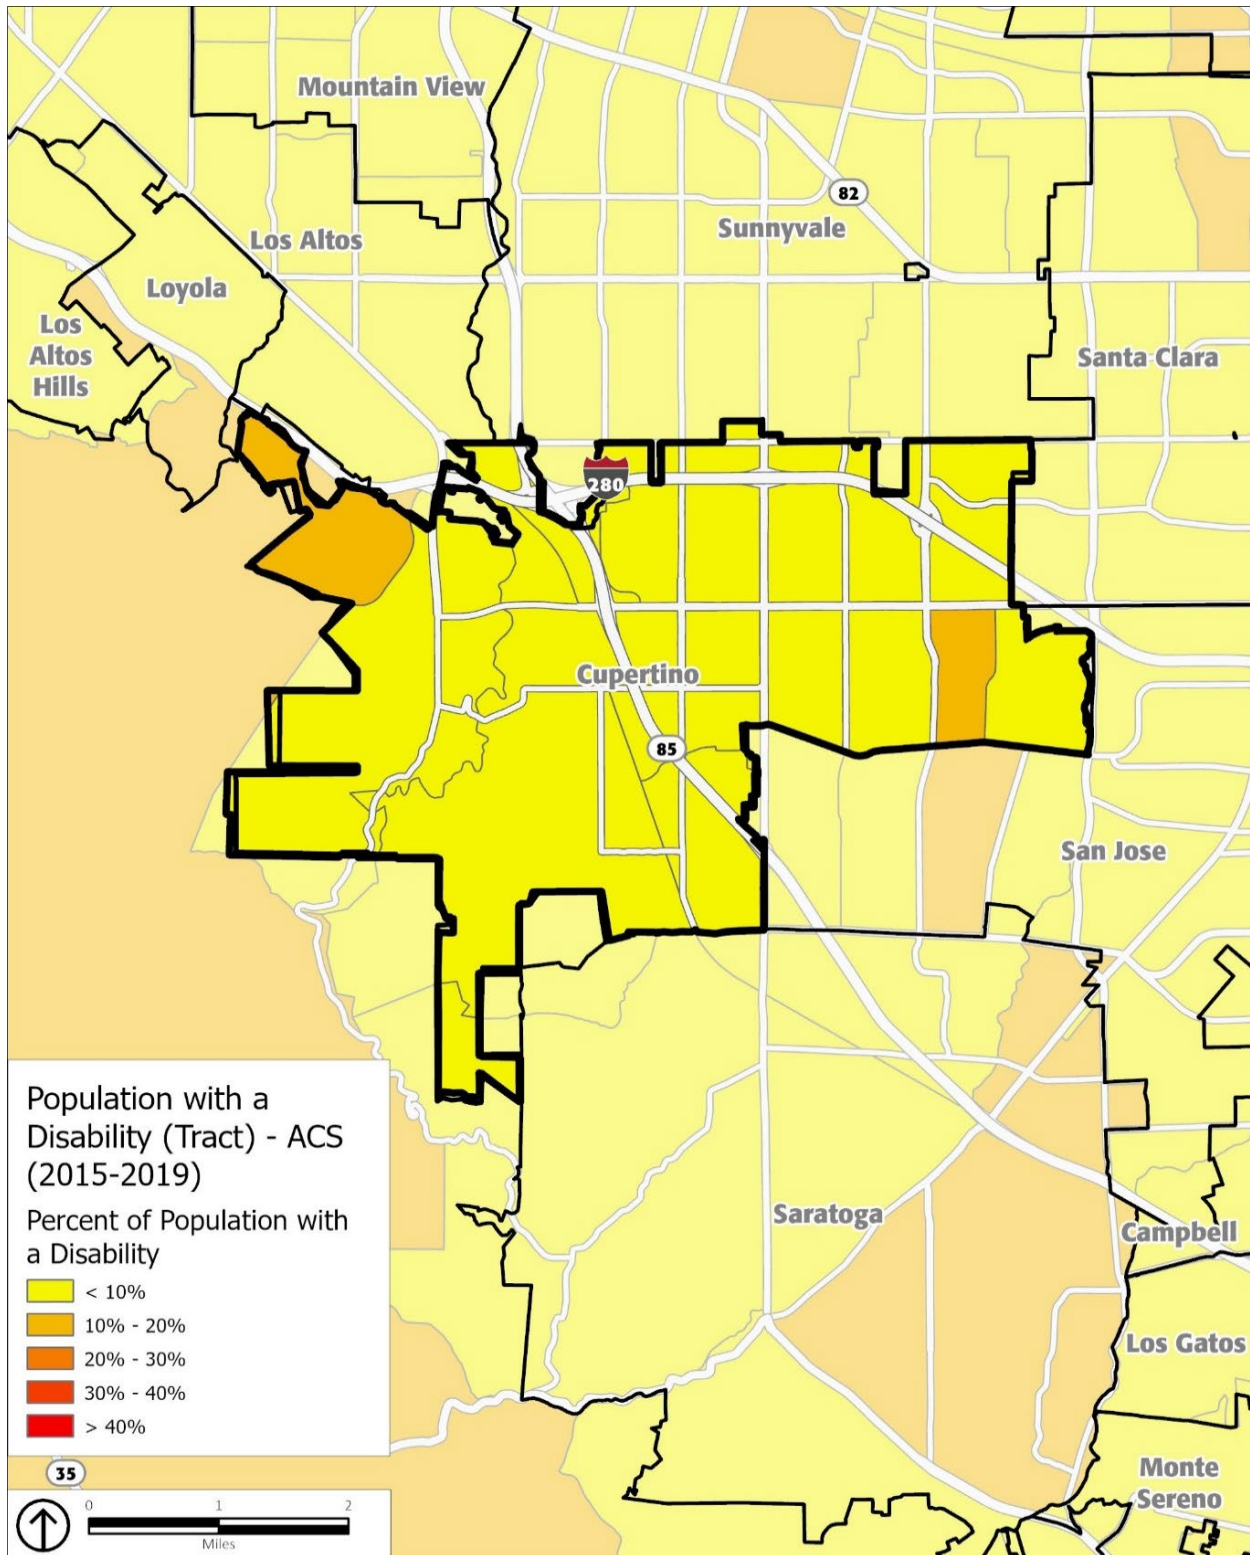 Mountain View
82
Los Altos
Sunnyvale
Loyola
Los
Altos
Hills
Santa Clara
280
Cupertino
85
San Jose
Population with a
Disability (Tract) - ACS
(2015-2019)
Percent of Population with
a Disability
< 10%
10% - 20%
20% - 30%
30% - 40%
> 40%
Saratoga
Campbell
Los Gatos
Monte
Sereno
35
0 1 2
Miles